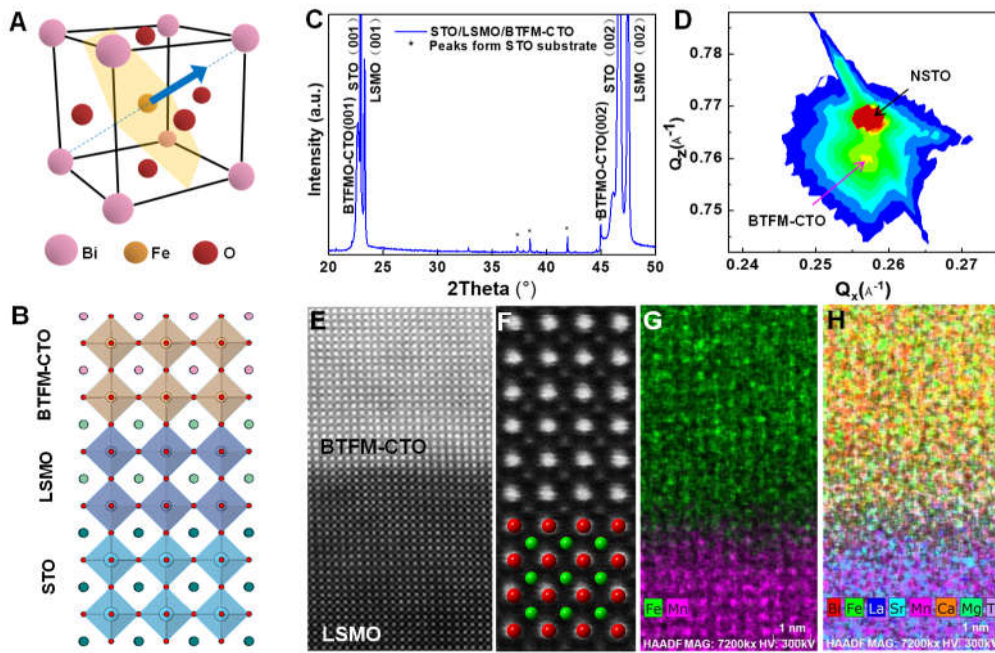 A
Bi
Fe
O
B
BTFM-CTO
LSMO
STO
C
STO/LSMO/BTFM-CTO
* Peaks form STO substrate
BTFMO-CTO(001)
STO (001)
LSMO (001)
BTFMO-CTO(002)
STO (002)
LSMO (002)
* * *
Intensity (a.u.)
20 25 30 35 40 45 50
2Theta (°)
D
0.78
0.77
0.76
0.75
Qz(Å⁻¹)
NSTO
BTFM-CTO
0.24 0.25 0.26 0.27
Qx(Å⁻¹)
E
BTFM-CTO
LSMO
F
G
Fe Mn
1 nm
HAADF MAG: 7200kx HV: 300kV
H
Bi Fe La Sr Mn Ca Mg T
1 nm
HAADF MAG: 7200kx HV: 300kV